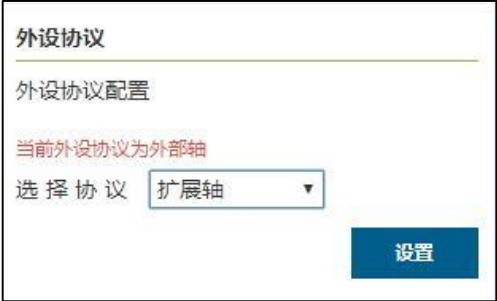 外设协议
外设协议配置
当前外设协议为外部轴
选择协议 扩展轴
设置